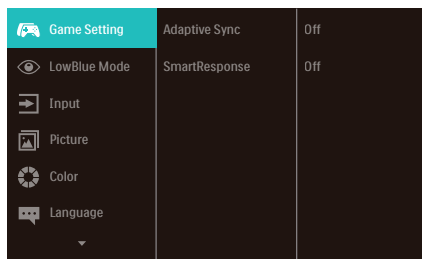 Game Setting Adaptive Sync Off
LowBlue Mode SmartResponse Off
Input
Picture
Color
Language